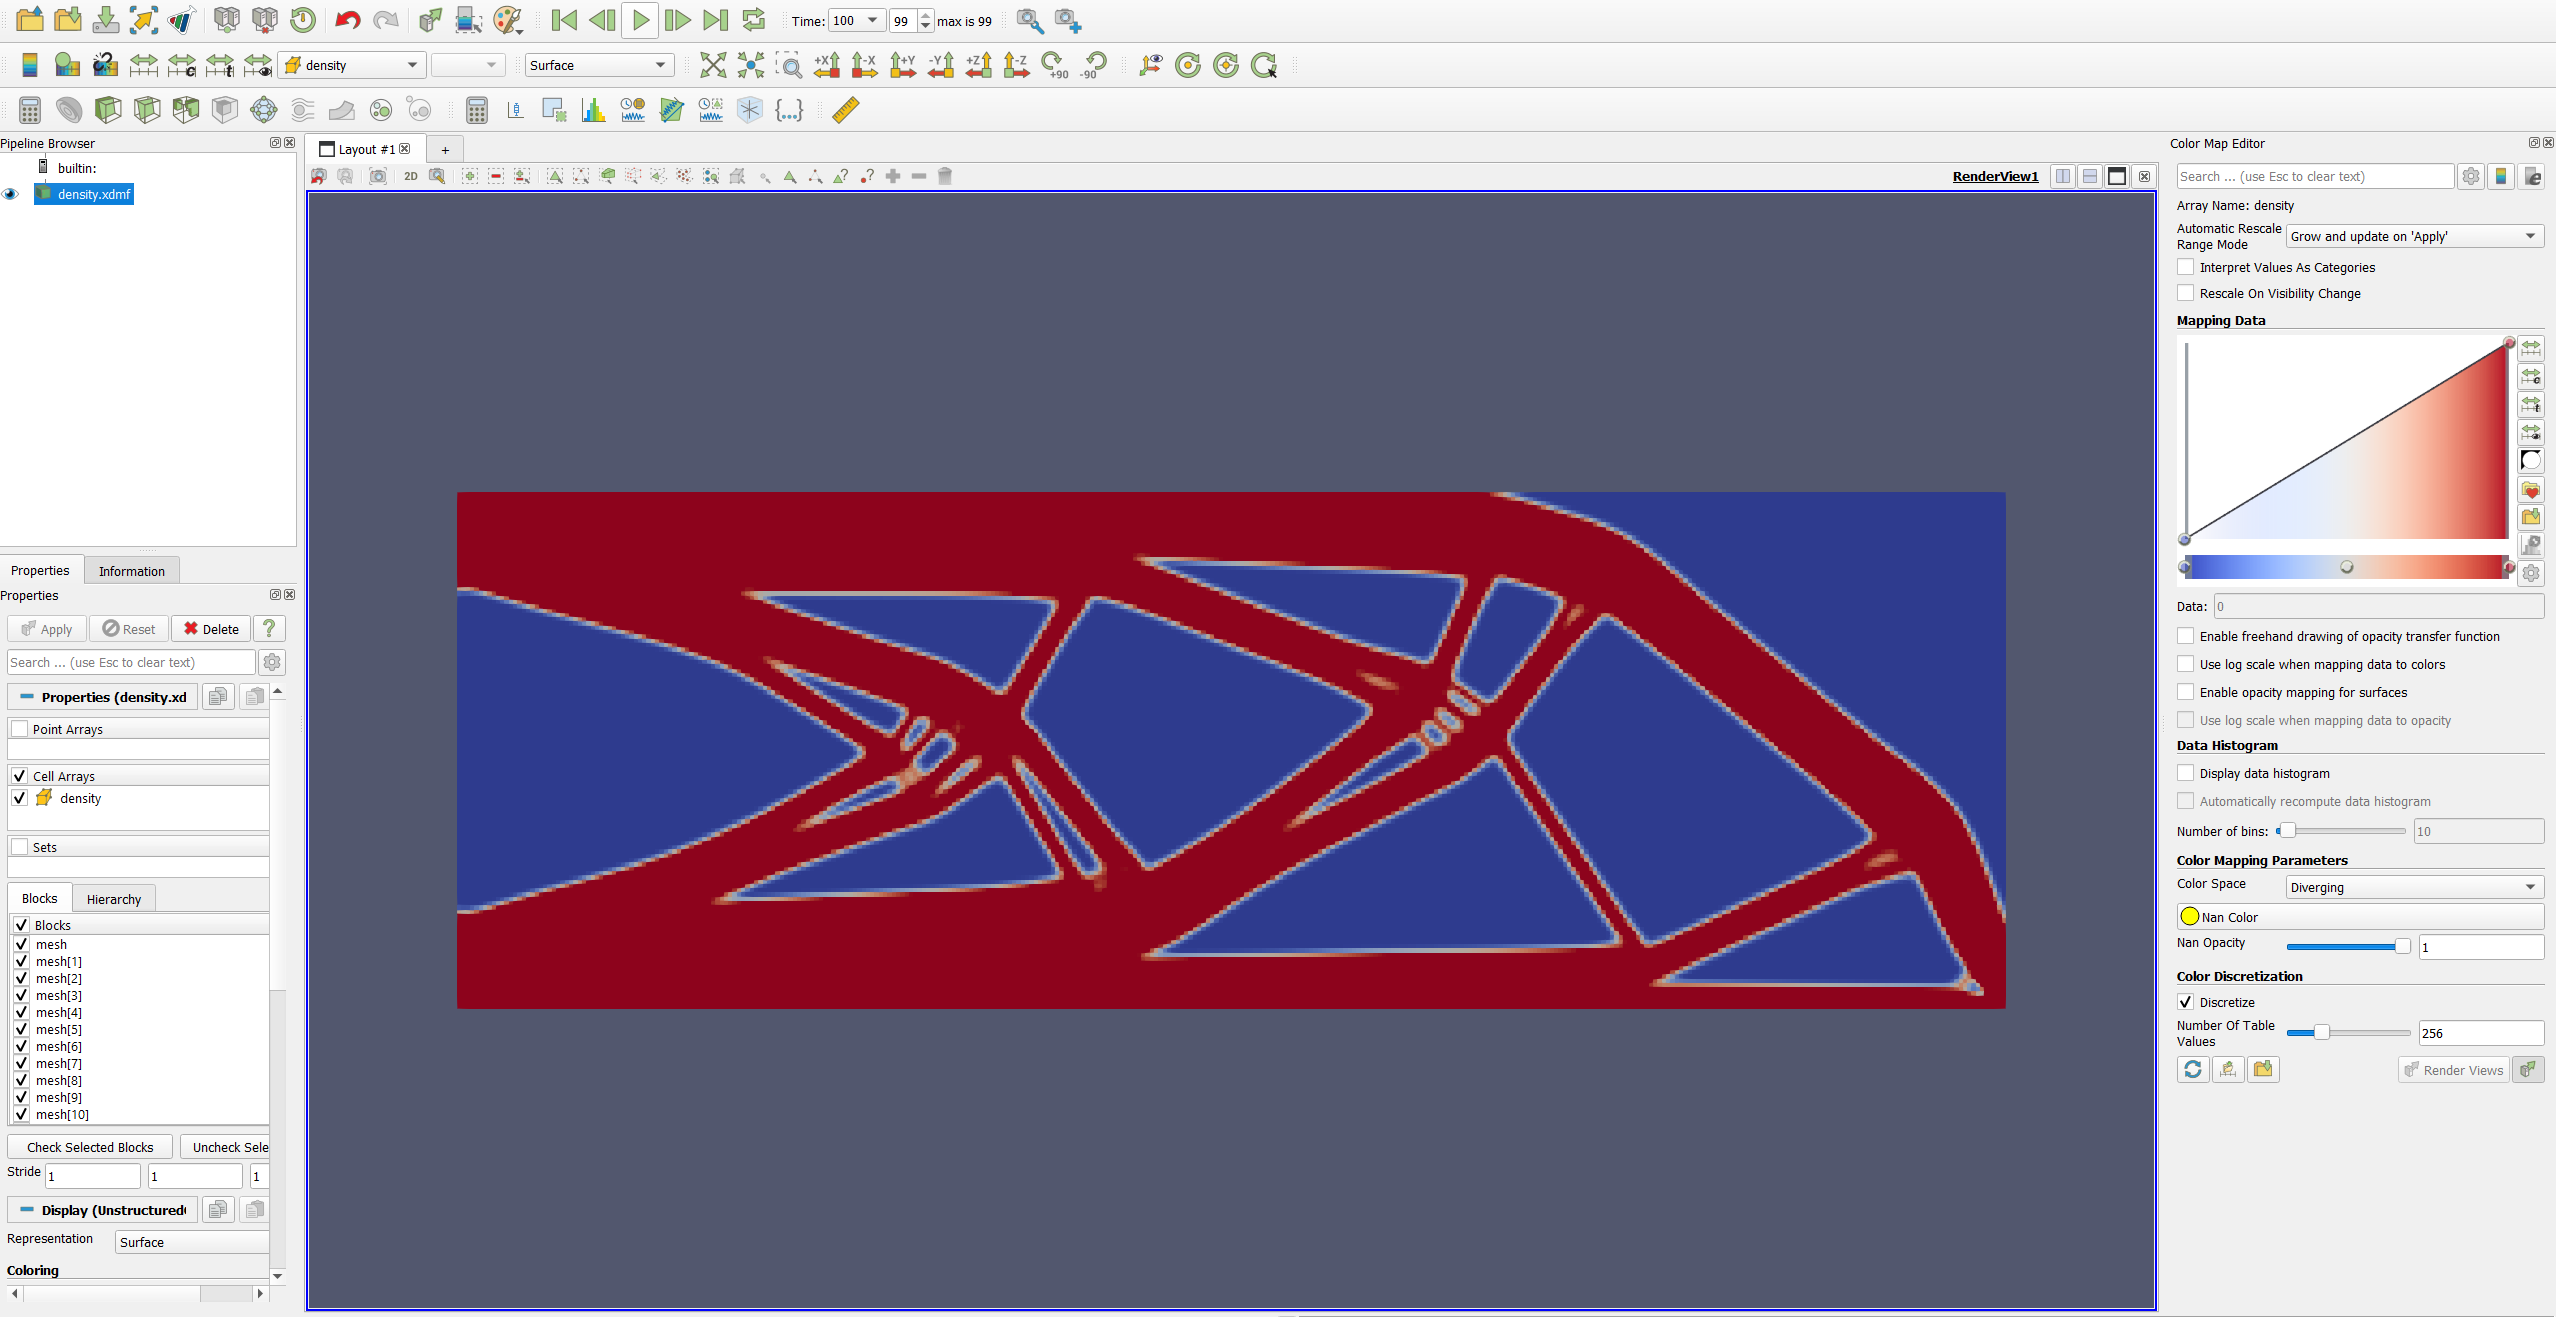 Time: 100 99 max is 99
density Surface +X -X +Y -Y +Z -Z +90 -90
Pipeline Browser
builtin:
density.xdmf
Properties Information
Properties
Apply Reset Delete ?
Search ... (use Esc to clear text)
Properties (density.xd
Point Arrays
Cell Arrays
density
Sets
Blocks Hierarchy
Blocks
mesh
mesh[1]
mesh[2]
mesh[3]
mesh[4]
mesh[5]
mesh[6]
mesh[7]
mesh[8]
mesh[9]
mesh[10]
Check Selected Blocks Uncheck Sele
Stride 1 1 1
Display (Unstructured
Representation Surface
Coloring
Layout #1 +
2D RenderView1
Color Map Editor
Search ... (use Esc to clear text)
Array Name: density
Automatic Rescale
Range Mode
Grow and update on 'Apply'
Interpret Values As Categories
Rescale On Visibility Change
Mapping Data
Data: 0
Enable freehand drawing of opacity transfer function
Use log scale when mapping data to colors
Enable opacity mapping for surfaces
Use log scale when mapping data to opacity
Data Histogram
Display data histogram
Automatically recompute data histogram
Number of bins: 10
Color Mapping Parameters
Color Space Diverging
Nan Color
Nan Opacity 1
Color Discretization
Discretize
Number Of Table
Values
256
Render Views